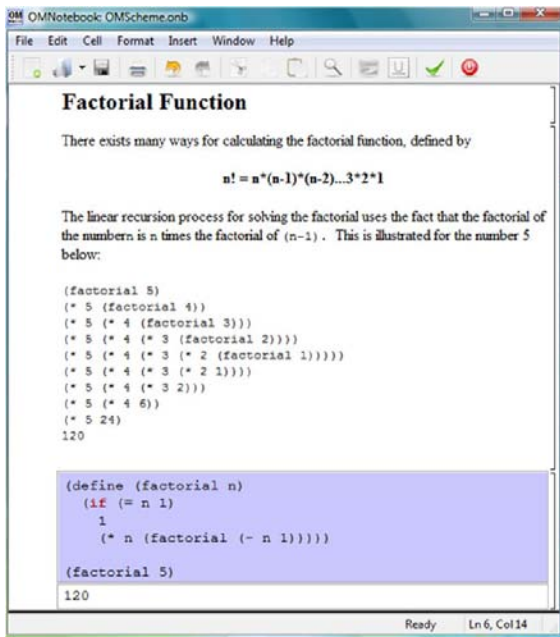 OMNotebook: OMScheme.onb
File Edit Cell Format Insert Window Help
Factorial Function
There exists many ways for calculating the factorial function, defined by
n! = n*(n-1)*(n-2)...3*2*1
The linear recursion process for solving the factorial uses the fact that the factorial of
the numbern is n times the factorial of (n-1) . This is illustrated for the number 5
below:
(factorial 5)
(* 5 (factorial 4))
(* 5 (* 4 (factorial 3)))
(* 5 (* 4 (* 3 (factorial 2))))
(* 5 (* 4 (* 3 (* 2 (factorial 1)))))
(* 5 (* 4 (* 3 (* 2 1))))
(* 5 (* 4 (* 3 2)))
(* 5 (* 4 6))
(* 5 24)
120
(define (factorial n)
(if (= n 1)
1
(* n (factorial (- n 1)))))
(factorial 5)
120
Ready Ln 6, Col 14